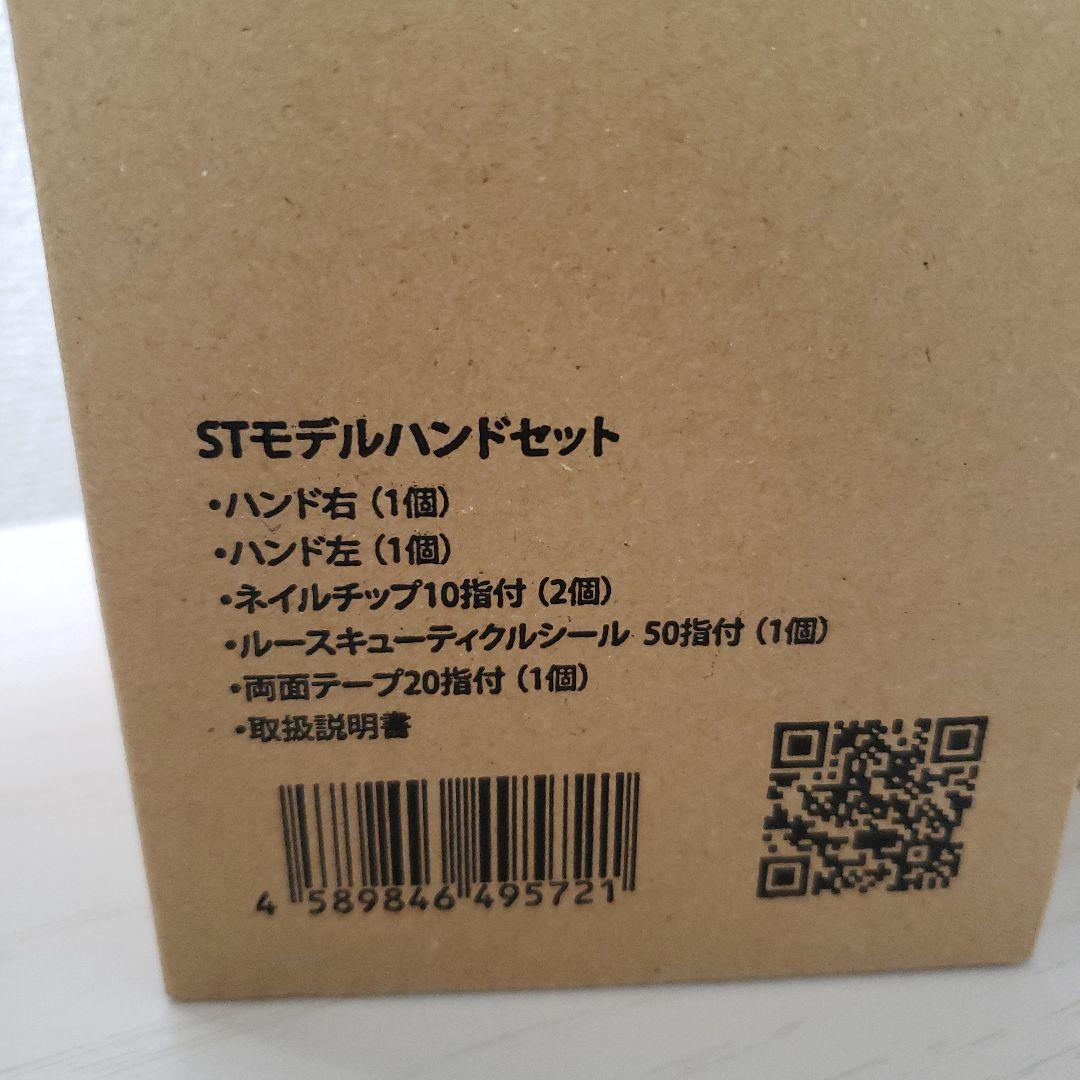 STモデルハンドセット
・ハンド右（1個）
・ハンド左（1個）
・ネイルチップ10指付（2個）
・ルースキューティクルシール 50指付（1個）
・両面テープ20指付（1個）
・取扱説明書
4 589846 495721